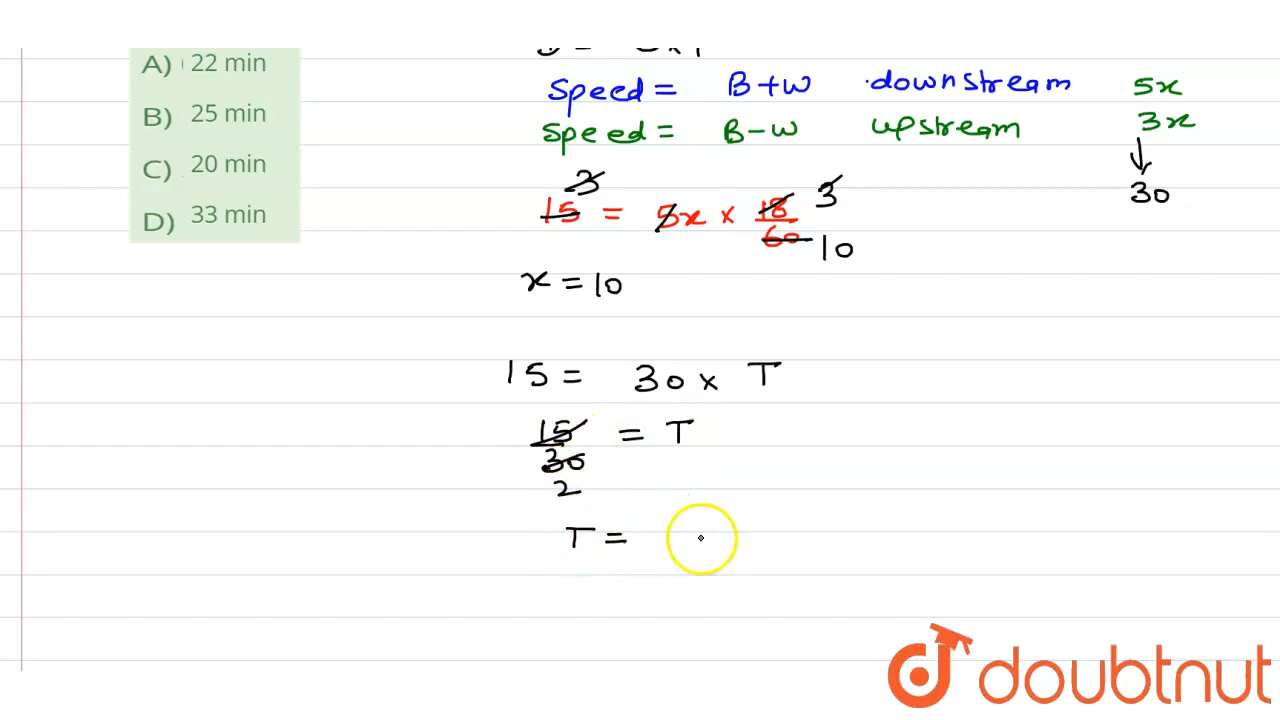 A) 22 min
B) 25 min
C) 20 min
D) 33 min
Speed = B+W downstream 5x
Speed = B-W upstream 3x
30
3
15 = 5x × 18/60 3
10
x = 10
15 = 30 × T
15/30 = T
2
T =
doubtnut